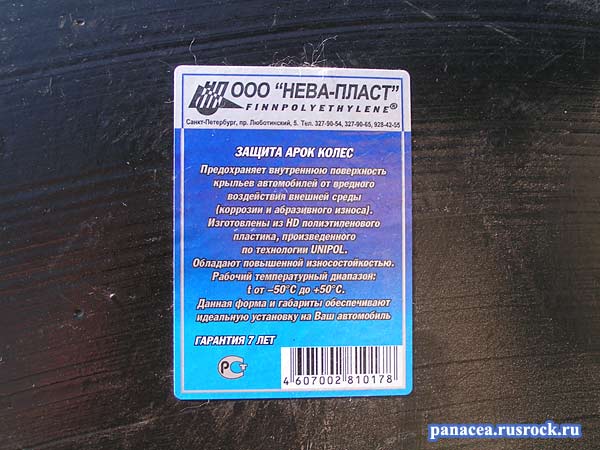 НП ООО "НЕВА-ПЛАСТ"
FINNPOLYETHYLENE®
Санкт-Петербург, пр. Люботинский, 5. Тел. 327-90-54, 327-90-65, 928-42-55
ЗАЩИТА АРОК КОЛЕС
Предохраняет внутреннюю поверхность
крыльев автомобилей от вредного
воздействия внешней среды
(коррозии и абразивного износа).
Изготовлены из HD полиэтиленового
пластика, произведенного
по технологии UNIPOL.
Обладают повышенной износостойкостью.
Рабочий температурный диапазон:
t от –50°С до +50°С.
Данная форма и габариты обеспечивают
идеальную установку на Ваш автомобиль
ГАРАНТИЯ 7 ЛЕТ
РСт
4 607002 810178
panacea.rusrock.ru